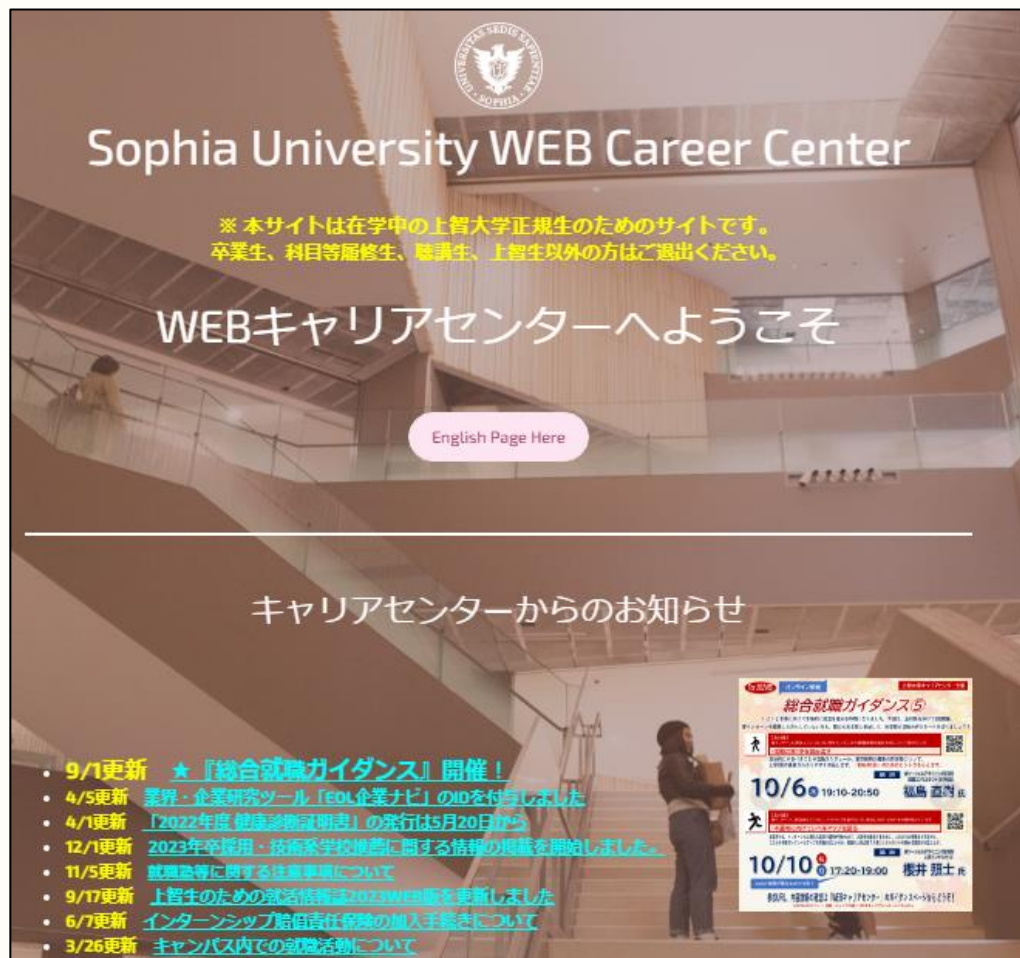 UNIVERSITAS SEDIS SAPIENTIAE
SOPHIA
Sophia University WEB Career Center
※ 本サイトは在学中の上智大学正規生のためのサイトです。
卒業生、科目等履修生、聴講生、上智生以外の方はご退出ください。
WEBキャリアセンターへようこそ
English Page Here
キャリアセンターからのお知らせ
9/1更新 ★『総合就職ガイダンス』開催！
4/5更新 業界・企業研究ツール「EOL企業ナビ」のIDを付与しました
4/1更新 「2022年度 健康診断証明書」の発行は5月20日から
12/1更新 2023年卒採用・技術系学校推薦に関する情報の掲載を開始しました。
11/5更新 就職塾等に関する注意事項について
9/17更新 上智生のための就活情報誌2023WEB版を更新しました
6/7更新 インターンシップ賠償責任保険の加入手続きについて
3/26更新 キャンパス内での就職活動について
総合就職ガイダンス⑤
10/6 19:10-20:50
10/10 17:20-19:00 櫻井